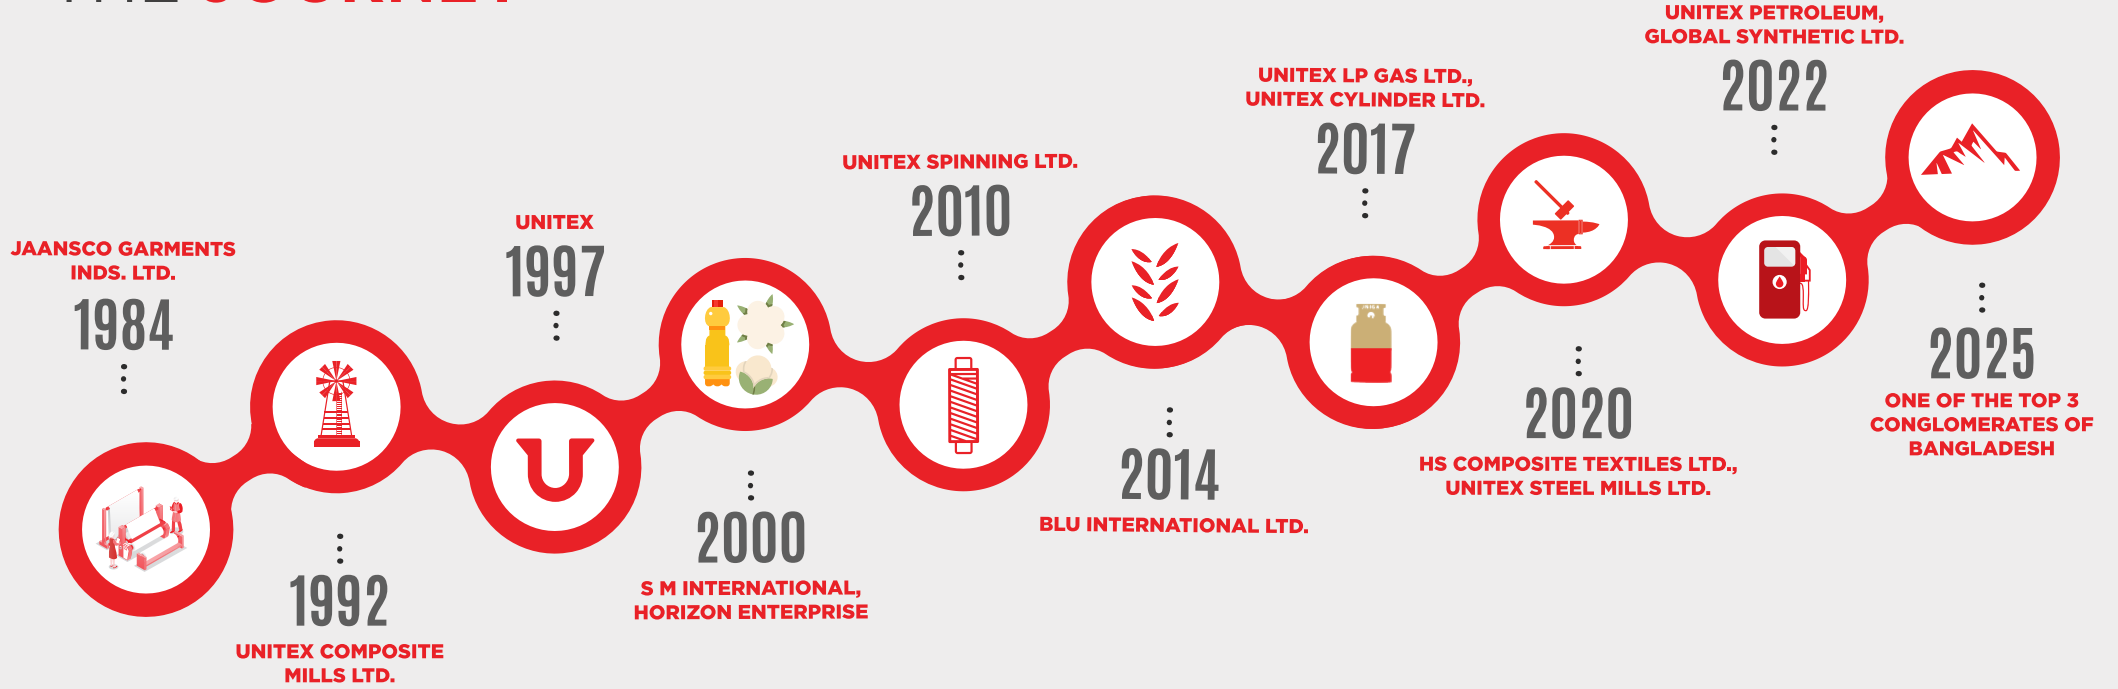 THE JOURNEY
JAANSCO GARMENTS
INDS. LTD.
1984
1992
UNITEX COMPOSITE
MILLS LTD.
UNITEX
1997
2000
S M INTERNATIONAL,
HORIZON ENTERPRISE
UNITEX SPINNING LTD.
2010
2014
BLU INTERNATIONAL LTD.
UNITEX LP GAS LTD.,
UNITEX CYLINDER LTD.
2017
2020
HS COMPOSITE TEXTILES LTD.,
UNITEX STEEL MILLS LTD.
UNITEX PETROLEUM,
GLOBAL SYNTHETIC LTD.
2022
2025
ONE OF THE TOP 3
CONGLOMERATES OF
BANGLADESH